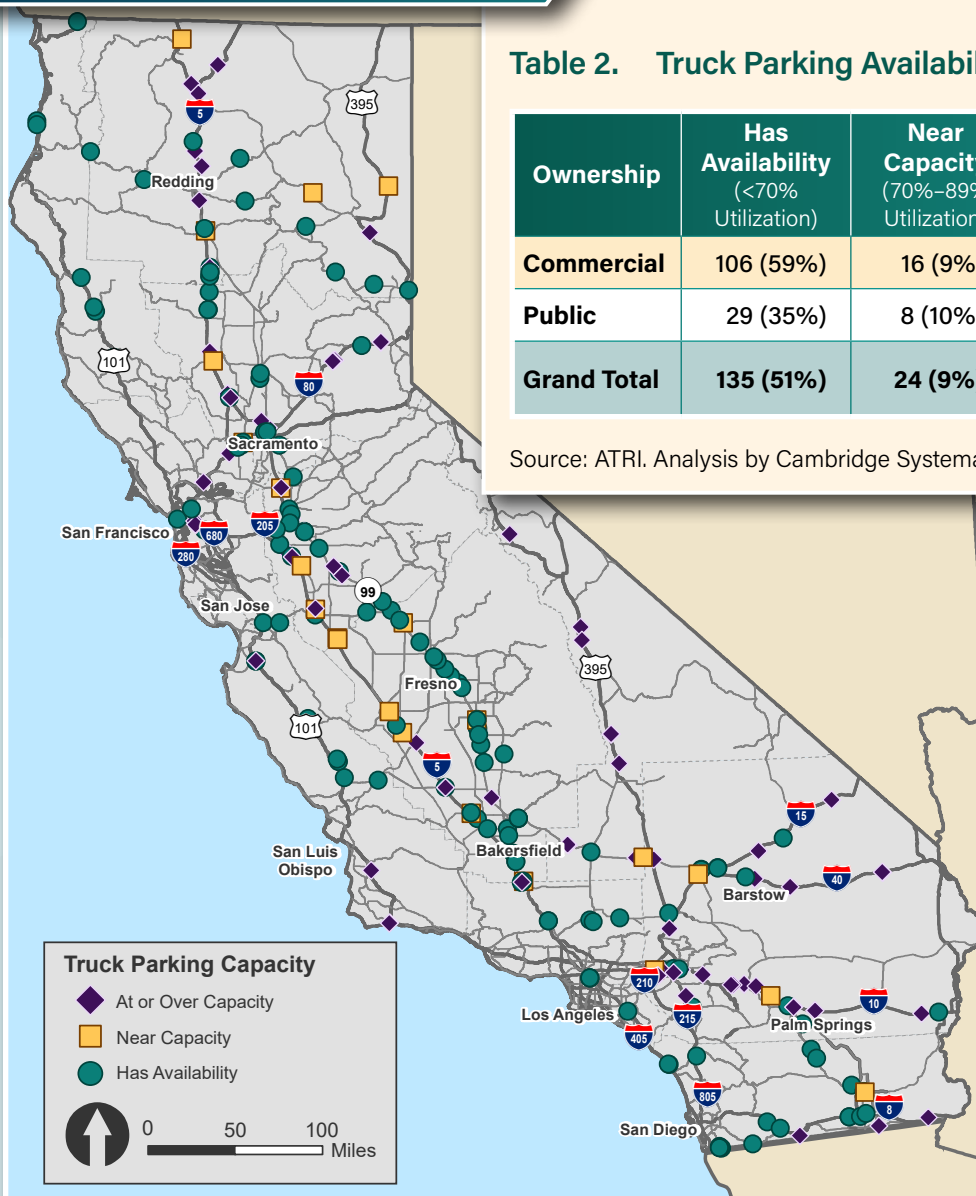 Table 2. Truck Parking Availabil
Ownership
Has
Availability
(<70%
Utilization)
Near
Capacity
(70%–89%
Utilization
Commercial 106 (59%) 16 (9%
Public 29 (35%) 8 (10%
Grand Total 135 (51%) 24 (9%
Source: ATRI. Analysis by Cambridge Systema
5
395
Redding
101
80
Sacramento
San Francisco
680
205
280
San Jose
99
395
Fresno
101
5
15
San Luis
Obispo
Bakersfield
40
Barstow
210
10
Los Angeles
215
Palm Springs
405
805
8
San Diego
Truck Parking Capacity
At or Over Capacity
Near Capacity
Has Availability
0 50 100
Miles